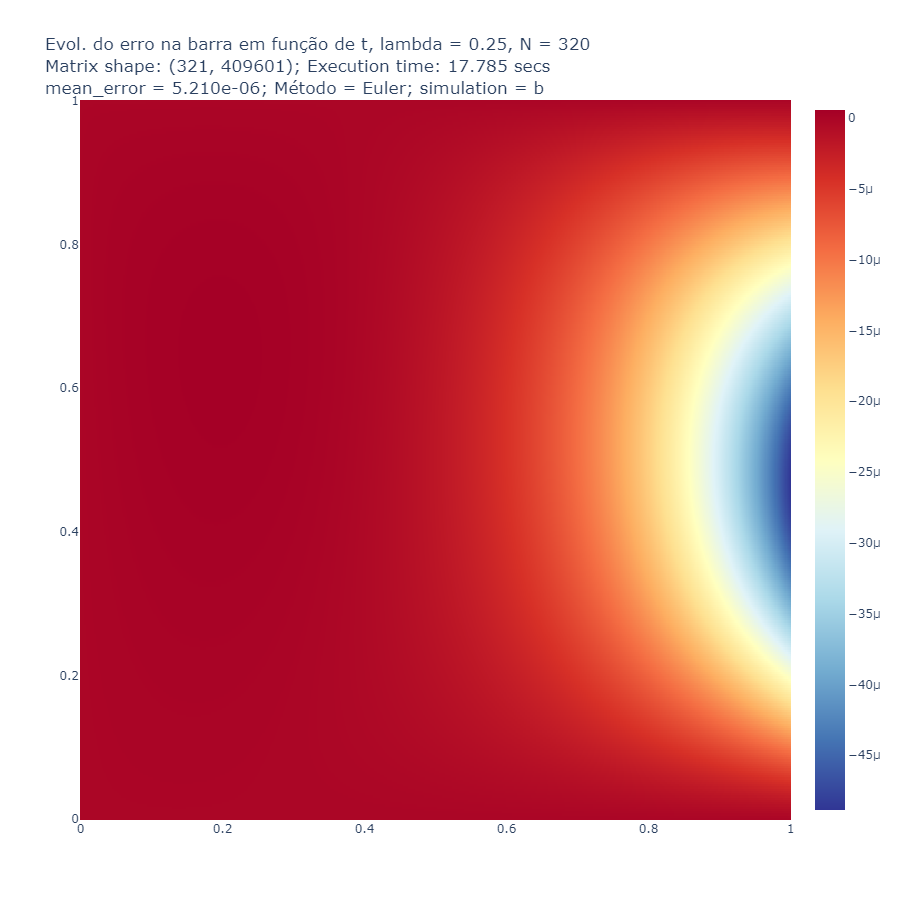 Evol. do erro na barra em função de t, lambda = 0.25, N = 320
Matrix shape: (321, 409601); Execution time: 17.785 secs
mean_error = 5.210e-06; Método = Euler; simulation = b
1
0.8
0.6
0.4
0.2
0
0 0.2 0.4 0.6 0.8 1
0
−5μ
−10μ
−15μ
−20μ
−25μ
−30μ
−35μ
−40μ
−45μ